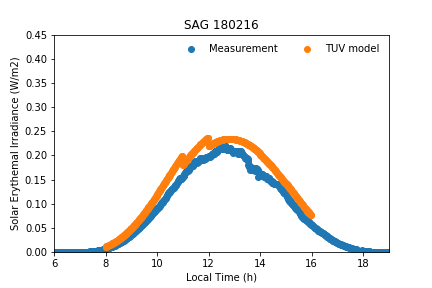 SAG 180216
Measurement
TUV model
Solar Erythemal Irradiance (W/m2)
0.45
0.40
0.35
0.30
0.25
0.20
0.15
0.10
0.05
0.00
6 8 10 12 14 16 18
Local Time (h)